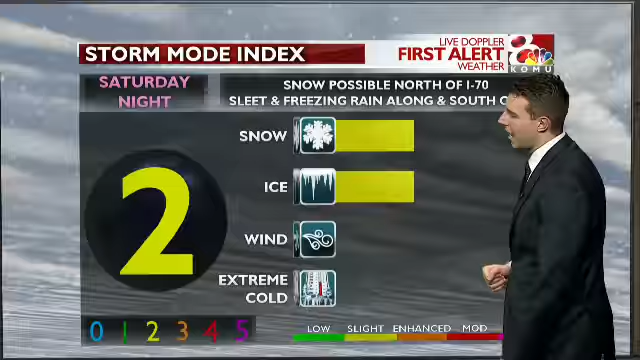 STORM MODE INDEX
LIVE DOPPLER
FIRST ALERT
WEATHER
8
KOMU
SATURDAY
NIGHT
SNOW POSSIBLE NORTH OF I-70
SLEET & FREEZING RAIN ALONG & SOUTH
SNOW
ICE
WIND
EXTREME
COLD
2
0 1 2 3 4 5
LOW SLIGHT ENHANCED MOD